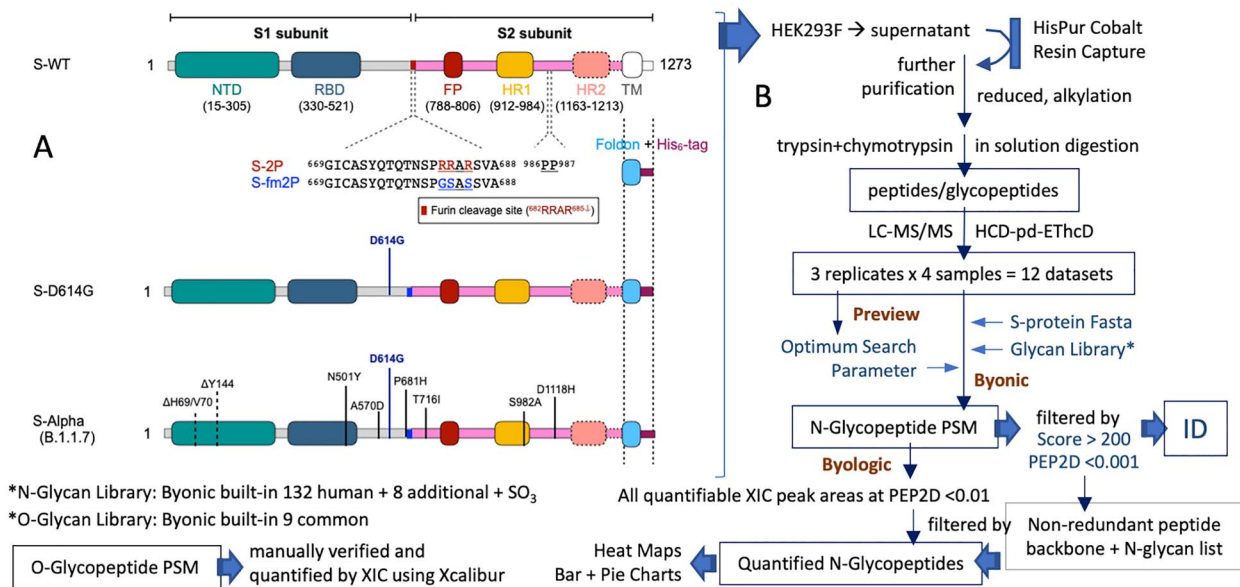 S1 subunit
S2 subunit
S-WT
1
1273
NTD
(15-305)
RBD
(330-521)
FP
(788-806)
HR1
(912-984)
HR2
(1163-1213)
TM
A
Foldon + His₆-tag
S-2P
⁶⁶⁹GICASYQTQTNSPRRARSVA⁶⁸⁸
⁹⁸⁶PP⁹⁸⁷
S-fm2P
⁶⁶⁹GICASYQTQTNSPGSASSVA⁶⁸⁸
Furin cleavage site (⁶⁸²RRAR⁶⁸⁵↓)
D614G
S-D614G
1
D614G
ΔH69/V70
ΔY144
N501Y
A570D
P681H
T716I
S982A
D1118H
S-Alpha
(B.1.1.7)
1
*N-Glycan Library: Byonic built-in 132 human + 8 additional + SO₃
*O-Glycan Library: Byonic built-in 9 common
O-Glycopeptide PSM
manually verified and
quantified by XIC using Xcalibur
B
HEK293F → supernatant
HisPur Cobalt
Resin Capture
further
purification
reduced, alkylation
trypsin+chymotrypsin
in solution digestion
peptides/glycopeptides
LC-MS/MS
HCD-pd-EThcD
3 replicates x 4 samples = 12 datasets
Preview
S-protein Fasta
Optimum Search
Parameter
Glycan Library*
Byonic
N-Glycopeptide PSM
filtered by
Score > 200
PEP2D <0.001
ID
Byologic
All quantifiable XIC peak areas at PEP2D <0.01
filtered by
Non-redundant peptide
backbone + N-glycan list
Quantified N-Glycopeptides
Heat Maps
Bar + Pie Charts